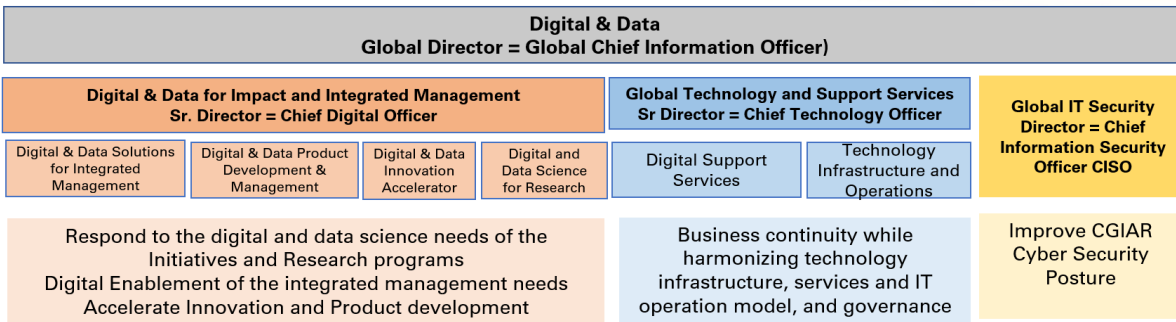 Digital & Data
Global Director = Global Chief Information Officer)
Digital & Data for Impact and Integrated Management
Sr. Director = Chief Digital Officer
Global Technology and Support Services
Sr Director = Chief Technology Officer
Global IT Security
Director = Chief
Information Security
Officer CISO
Digital & Data Solutions
for Integrated
Management
Digital & Data Product
Development &
Management
Digital & Data
Innovation
Accelerator
Digital and
Data Science
for Research
Digital Support
Services
Technology
Infrastructure and
Operations
Respond to the digital and data science needs of the
Initiatives and Research programs
Digital Enablement of the integrated management needs
Accelerate Innovation and Product development
Business continuity while
harmonizing technology
infrastructure, services and IT
operation model, and governance
Improve CGIAR
Cyber Security
Posture